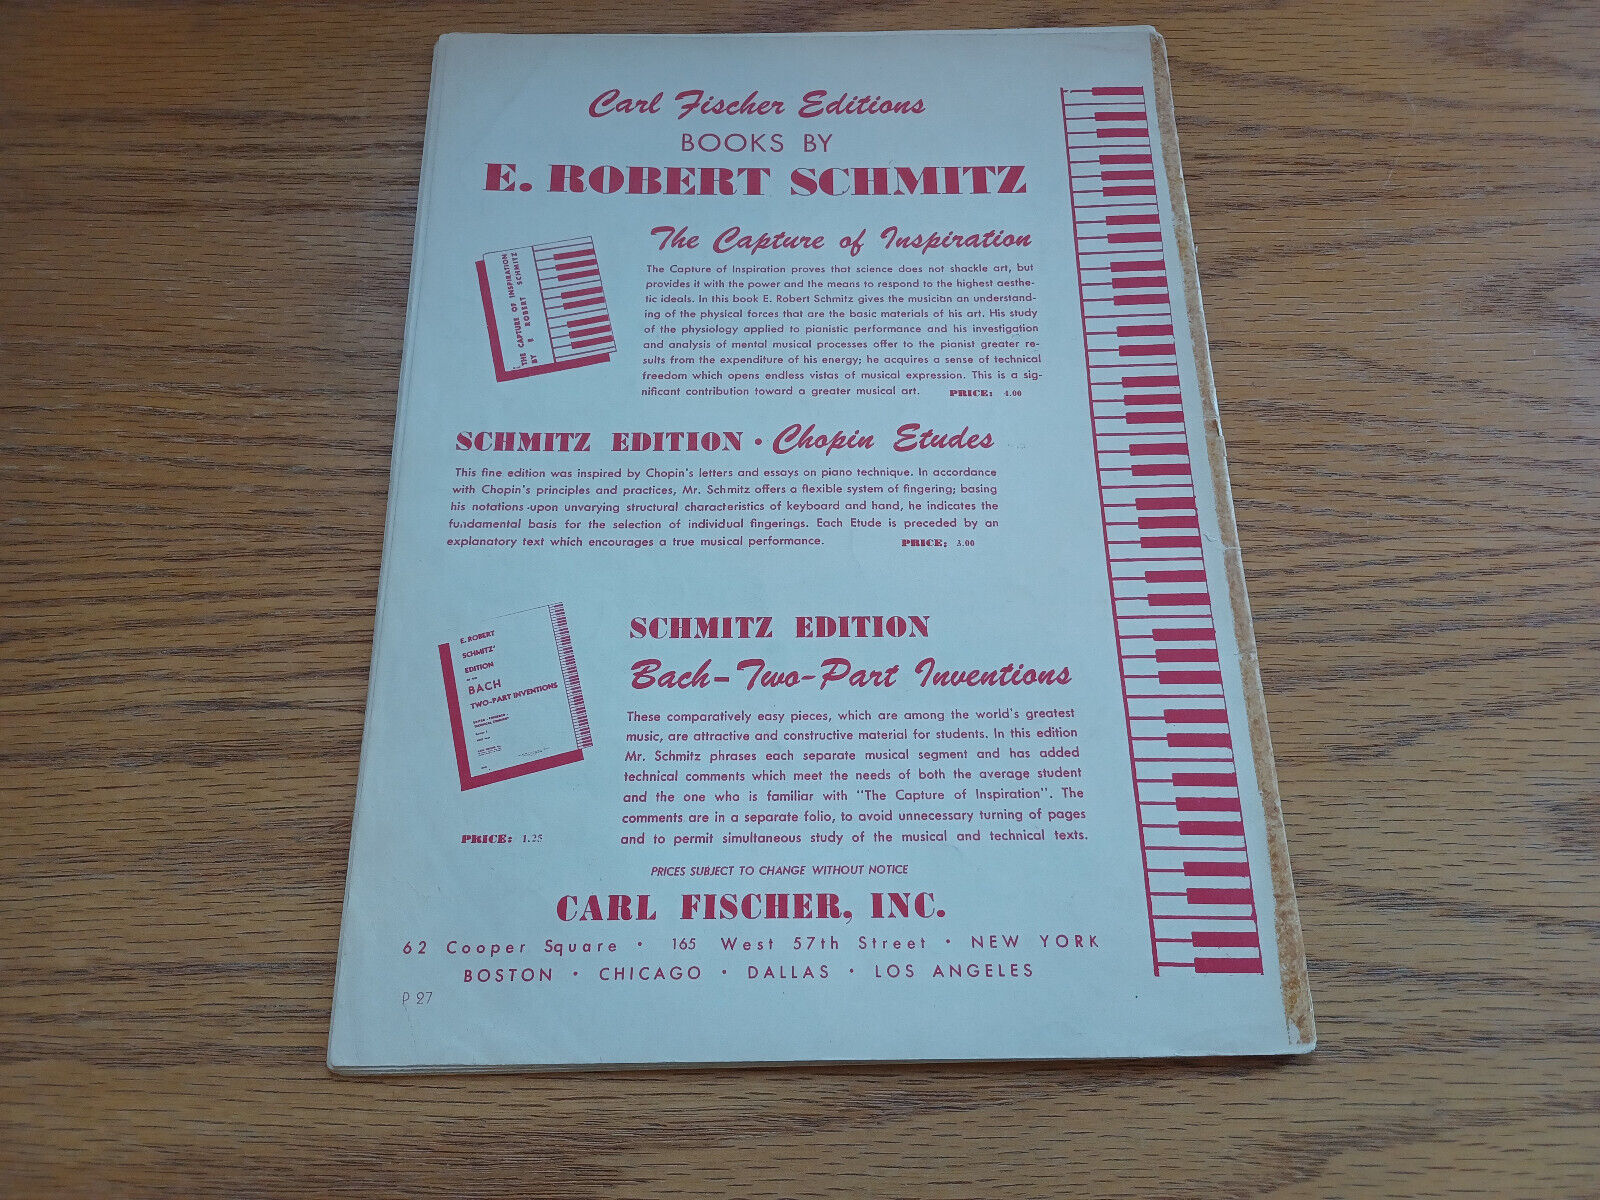 Carl Fischer Editions
BOOKS BY
E. ROBERT SCHMITZ
The Capture of Inspiration
The Capture of Inspiration proves that science does not shackle art, but
provides it with the power and the means to respond to the highest aesthe-
tic ideals. In this book E. Robert Schmitz gives the musician an understand-
ing of the physical forces that are the basic materials of his art. His study
of the physiology applied to pianistic performance and his investigation
and analysis of mental musical processes offer to the pianist greater re-
sults from the expenditure of his energy; he acquires a sense of technical
freedom which opens endless vistas of musical expression. This is a sig-
nificant contribution toward a greater musical art. PRICE: 4.00
THE CAPTURE OF INSPIRATION
BY E ROBERT SCHMITZ
SCHMITZ EDITION • Chopin Etudes
This fine edition was inspired by Chopin's letters and essays on piano technique. In accordance
with Chopin's principles and practices, Mr. Schmitz offers a flexible system of fingering; basing
his notations upon unvarying structural characteristics of keyboard and hand, he indicates the
fundamental basis for the selection of individual fingerings. Each Etude is preceded by an
explanatory text which encourages a true musical performance. PRICE: 3.00
E. ROBERT
SCHMITZ'
EDITION
BACH
TWO-PART INVENTIONS
PRICE: 1.25
SCHMITZ EDITION
Bach-Two-Part Inventions
These comparatively easy pieces, which are among the world's greatest
music, are attractive and constructive material for students. In this edition
Mr. Schmitz phrases each separate musical segment and has added
technical comments which meet the needs of both the average student
and the one who is familiar with "The Capture of Inspiration". The
comments are in a separate folio, to avoid unnecessary turning of pages
and to permit simultaneous study of the musical and technical texts.
PRICES SUBJECT TO CHANGE WITHOUT NOTICE
CARL FISCHER, INC.
62 Cooper Square • 165 West 57th Street • NEW YORK
BOSTON • CHICAGO • DALLAS • LOS ANGELES
P 27